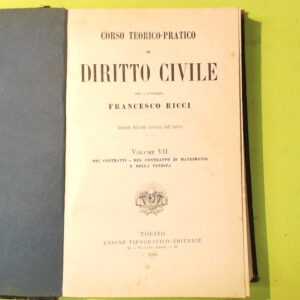 CORSO TEORICO-PRATICO
DI
DIRITTO CIVILE
FRANCESCO RICCI
VOLUME VII
DEI CONTRATTI - DEL CONTRATTO DI MATRIMONIO
E DELLA VENDITA
TORINO
UNIONE TIPOGRAFICO-EDITRICE